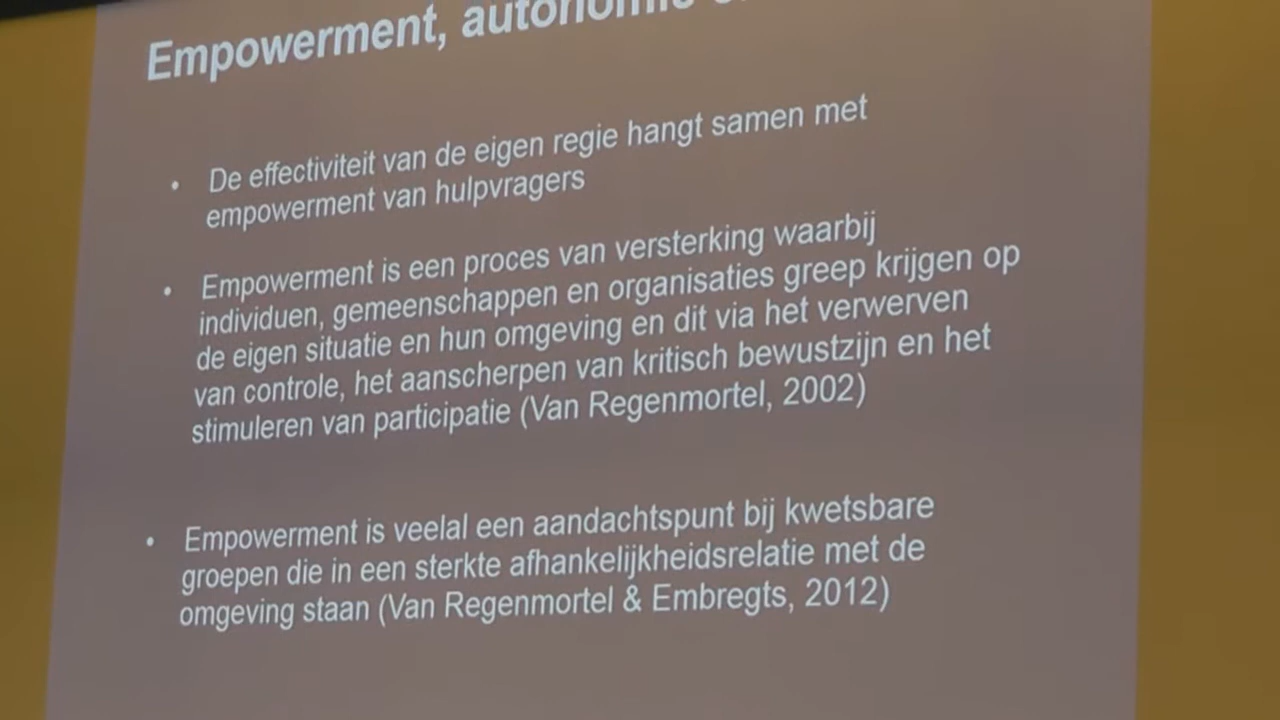 Empowerment, autonomie
• De effectiviteit van de eigen regie hangt samen met
empowerment van hulpvragers
• Empowerment is een proces van versterking waarbij
individuen, gemeenschappen en organisaties greep krijgen op
de eigen situatie en hun omgeving en dit via het verwerven
van controle, het aanscherpen van kritisch bewustzijn en het
stimuleren van participatie (Van Regenmortel, 2002)
• Empowerment is veelal een aandachtspunt bij kwetsbare
groepen die in een sterkte afhankelijkheidsrelatie met de
omgeving staan (Van Regenmortel & Embregts, 2012)